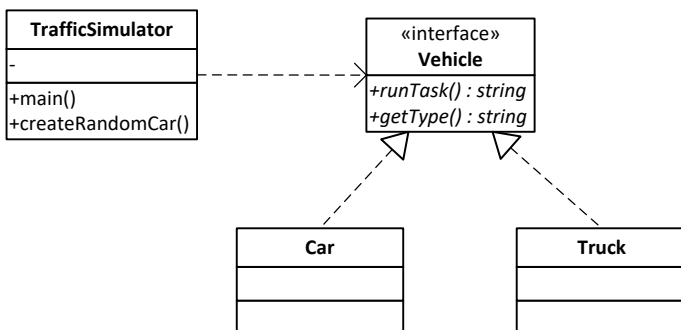 TrafficSimulator
-
+main()
+createRandomCar()
«interface»
Vehicle
+runTask() : string
+getType() : string
Car
Truck